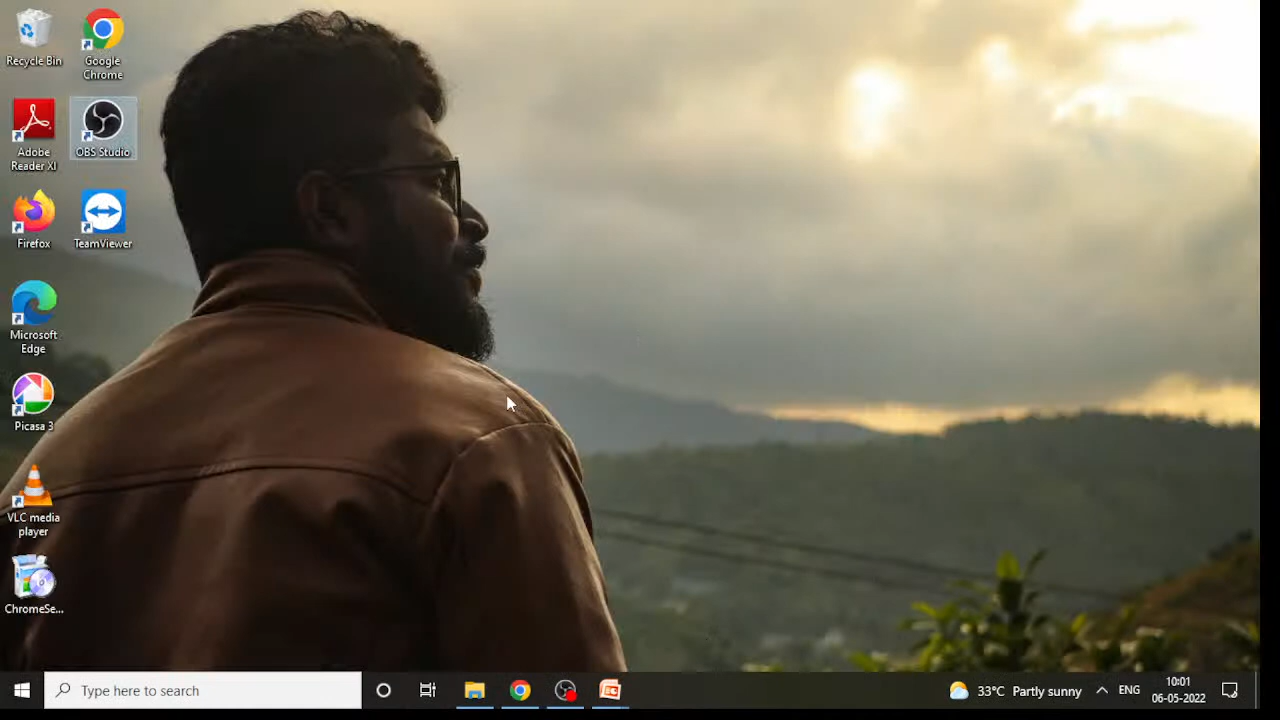 Recycle Bin
Google
Chrome
Adobe
Reader XI
OBS Studio
Firefox
TeamViewer
Microsoft
Edge
Picasa 3
VLC media
player
ChromeSe...
Type here to search
33°C Partly sunny
ENG
10:01
06-05-2022